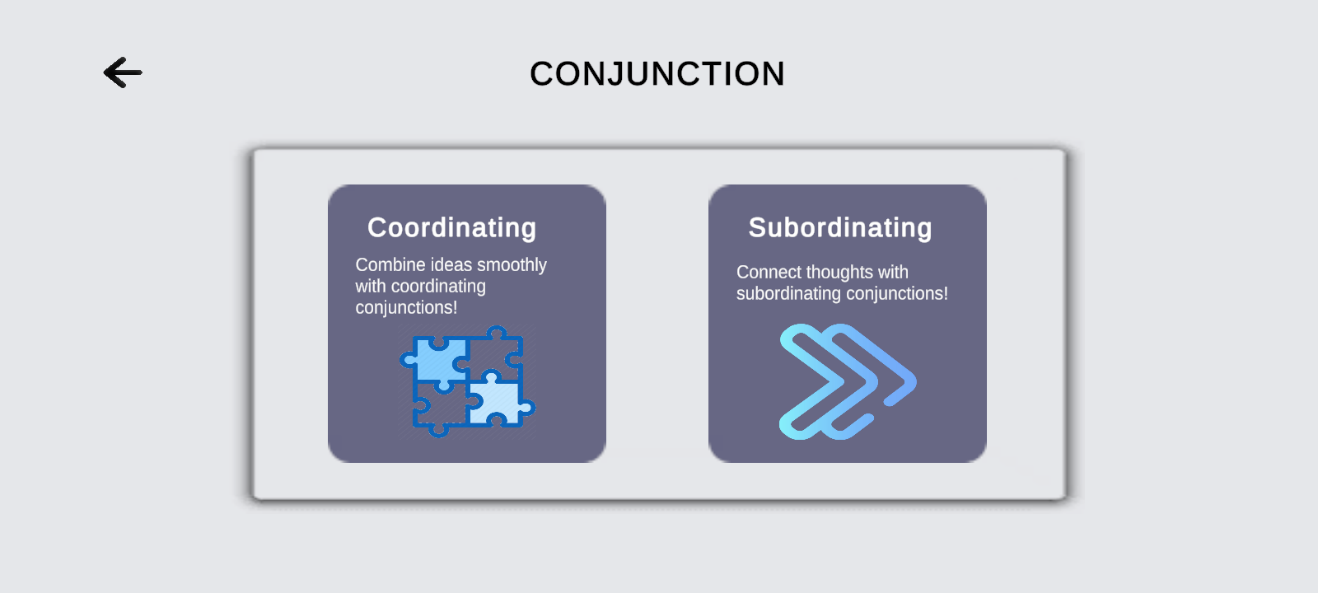 CONJUNCTION
Coordinating
Combine ideas smoothly
with coordinating
conjunctions!
Subordinating
Connect thoughts with
subordinating conjunctions!